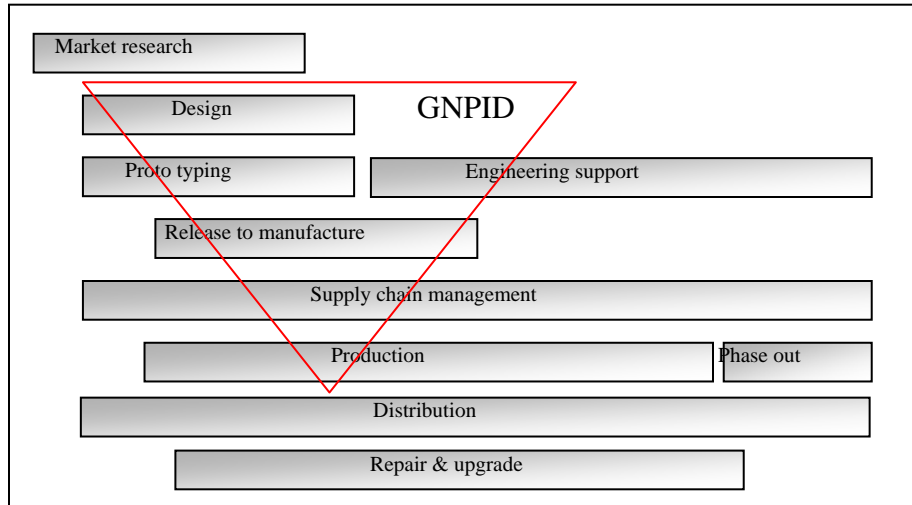 Market research
Design
GNPID
Proto typing
Engineering support
Release to manufacture
Supply chain management
Production
Phase out
Distribution
Repair & upgrade